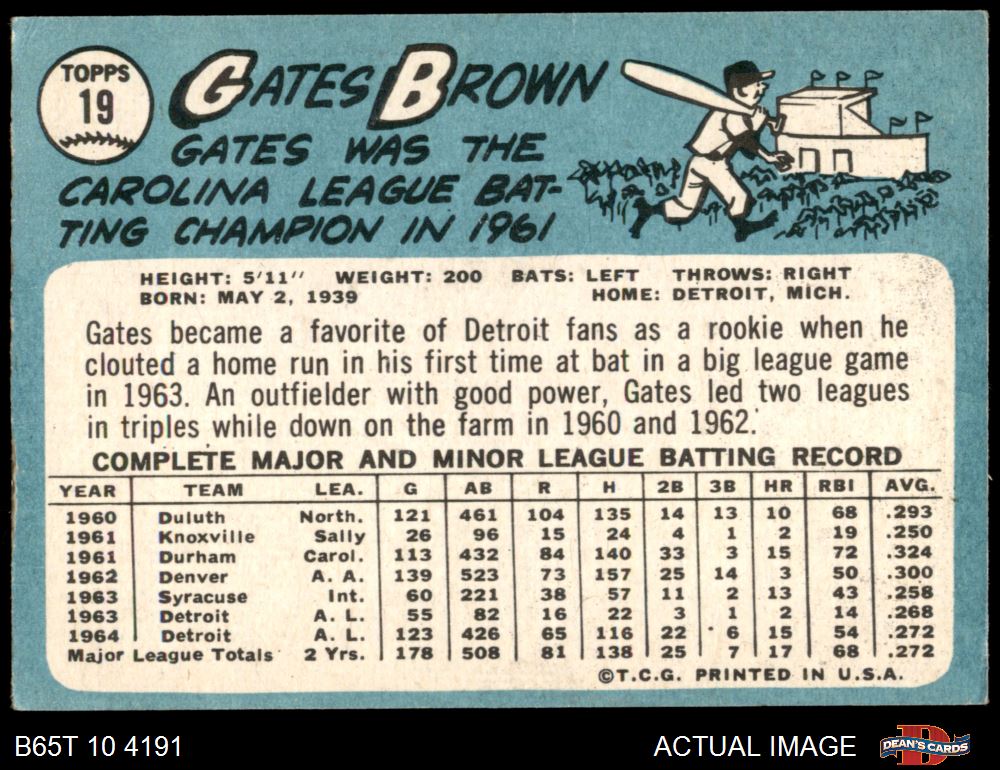 TOPPS
19
GATES BROWN
GATES WAS THE
CAROLINA LEAGUE BAT-
TING CHAMPION IN 1961
HEIGHT: 5'11" WEIGHT: 200 BATS: LEFT THROWS: RIGHT
BORN: MAY 2, 1939 HOME: DETROIT, MICH.
Gates became a favorite of Detroit fans as a rookie when he
clouted a home run in his first time at bat in a big league game
in 1963. An outfielder with good power, Gates led two leagues
in triples while down on the farm in 1960 and 1962.
COMPLETE MAJOR AND MINOR LEAGUE BATTING RECORD
YEAR TEAM LEA. G AB R H 2B 3B HR RBI AVG.
1960 Duluth North. 121 461 104 135 14 13 10 68 .293
1961 Knoxville Sally 26 96 15 24 4 1 2 19 .250
1961 Durham Carol. 113 432 84 140 33 3 15 72 .324
1962 Denver A. A. 139 523 73 157 25 14 3 50 .300
1963 Syracuse Int. 60 221 38 57 11 2 13 43 .258
1963 Detroit A. L. 55 82 16 22 3 1 2 14 .268
1964 Detroit A. L. 123 426 65 116 22 6 15 54 .272
Major League Totals 2 Yrs. 178 508 81 138 25 7 17 68 .272
©T.C.G. PRINTED IN U.S.A.
B65T 10 4191 ACTUAL IMAGE D DEAN'S CARDS